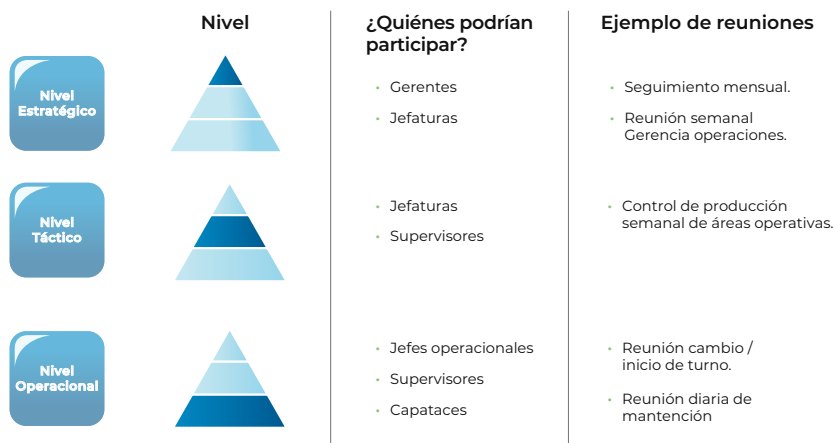 Nivel
¿Quiénes podrían
participar?
Ejemplo de reuniones
Nivel
Estratégico
• Gerentes
• Jefaturas
• Seguimiento mensual.
• Reunión semanal
Gerencia operaciones.
Nivel
Táctico
• Jefaturas
• Supervisores
• Control de producción
semanal de áreas operativas.
Nivel
Operacional
• Jefes operacionales
• Supervisores
• Capataces
• Reunión cambio /
inicio de turno.
• Reunión diaria de
mantención